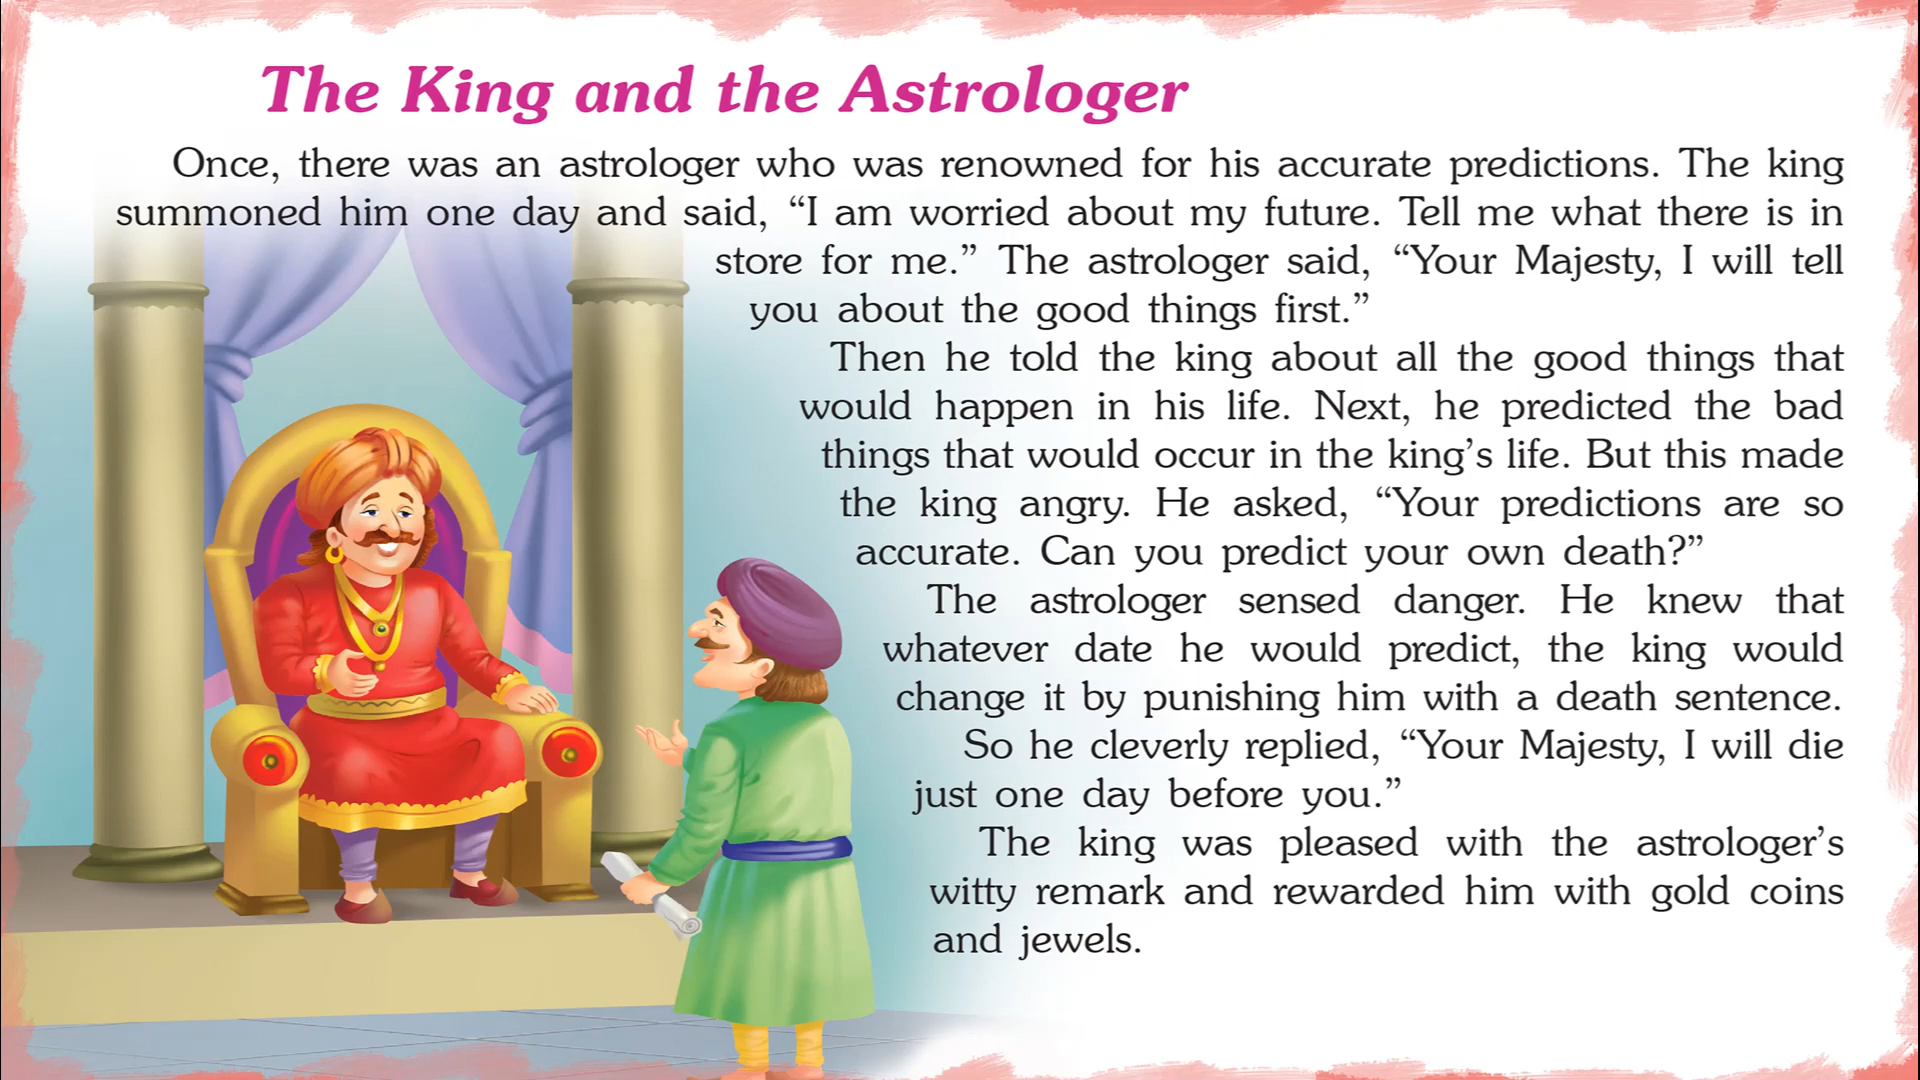 The King and the Astrologer
Once, there was an astrologer who was renowned for his accurate predictions. The king
summoned him one day and said, “I am worried about my future. Tell me what there is in
store for me.” The astrologer said, “Your Majesty, I will tell
you about the good things first.”
Then he told the king about all the good things that
would happen in his life. Next, he predicted the bad
things that would occur in the king’s life. But this made
the king angry. He asked, “Your predictions are so
accurate. Can you predict your own death?”
The astrologer sensed danger. He knew that
whatever date he would predict, the king would
change it by punishing him with a death sentence.
So he cleverly replied, “Your Majesty, I will die
just one day before you.”
The king was pleased with the astrologer’s
witty remark and rewarded him with gold coins
and jewels.